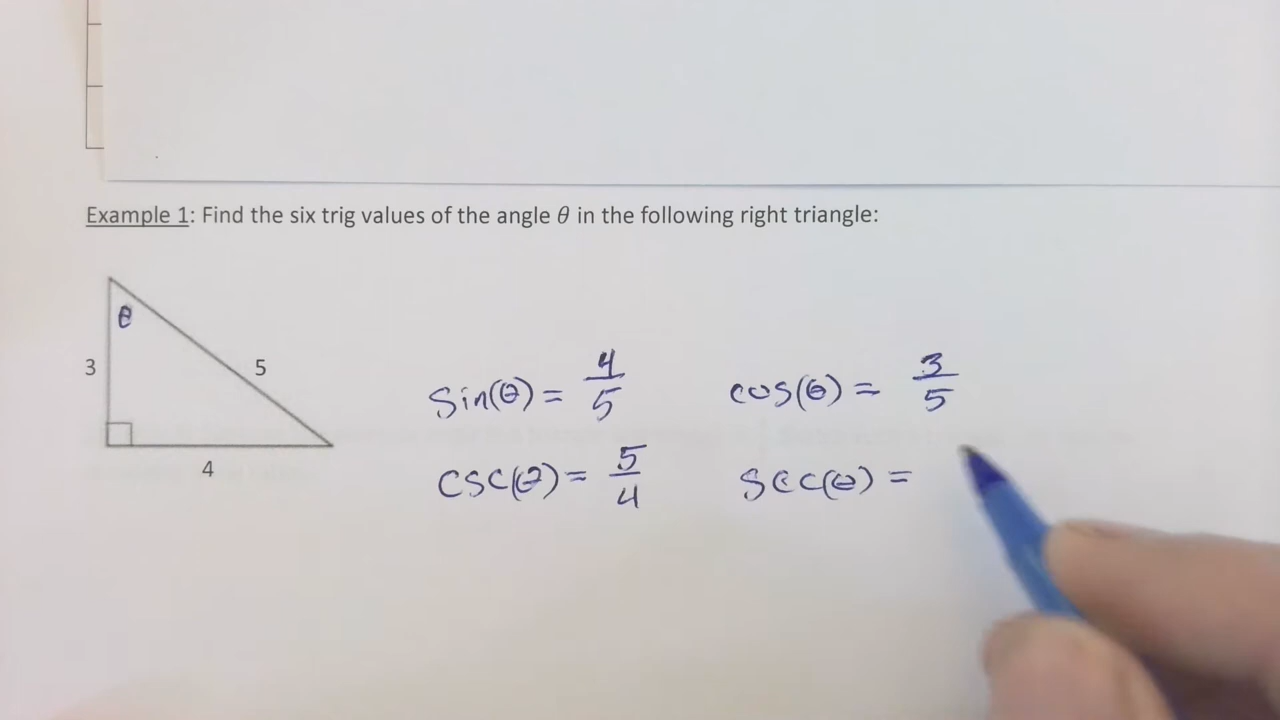 Example 1: Find the six trig values of the angle θ in the following right triangle:
θ
3
5
4
sin(θ) = 4/5
cos(θ) = 3/5
csc(θ) = 5/4
sec(θ) =